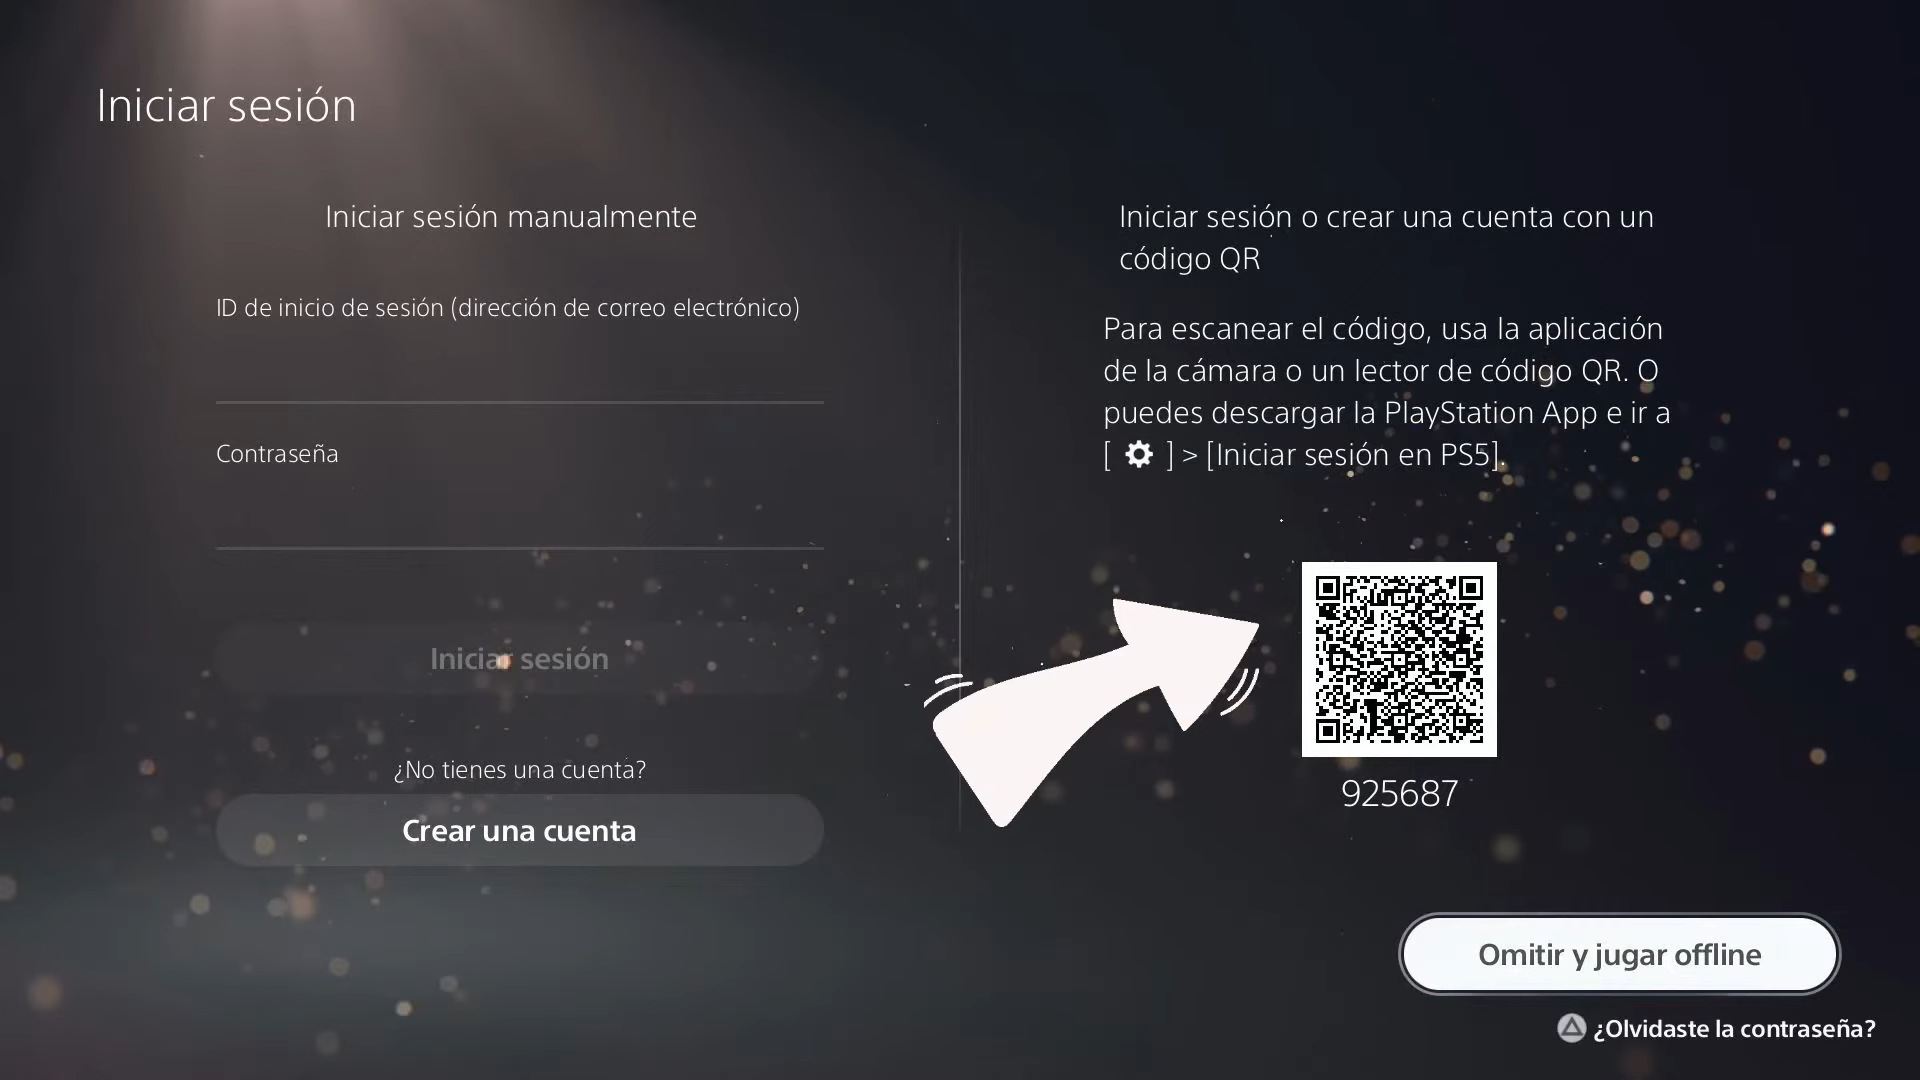 Iniciar sesión
Iniciar sesión manualmente
ID de inicio de sesión (dirección de correo electrónico)
Contraseña
Iniciar sesión
¿No tienes una cuenta?
Crear una cuenta
Iniciar sesión o crear una cuenta con un
código QR
Para escanear el código, usa la aplicación
de la cámara o un lector de código QR. O
puedes descargar la PlayStation App e ir a
[ ⚙ ] > [Iniciar sesión en PS5].
925687
Omitir y jugar offline
¿Olvidaste la contraseña?